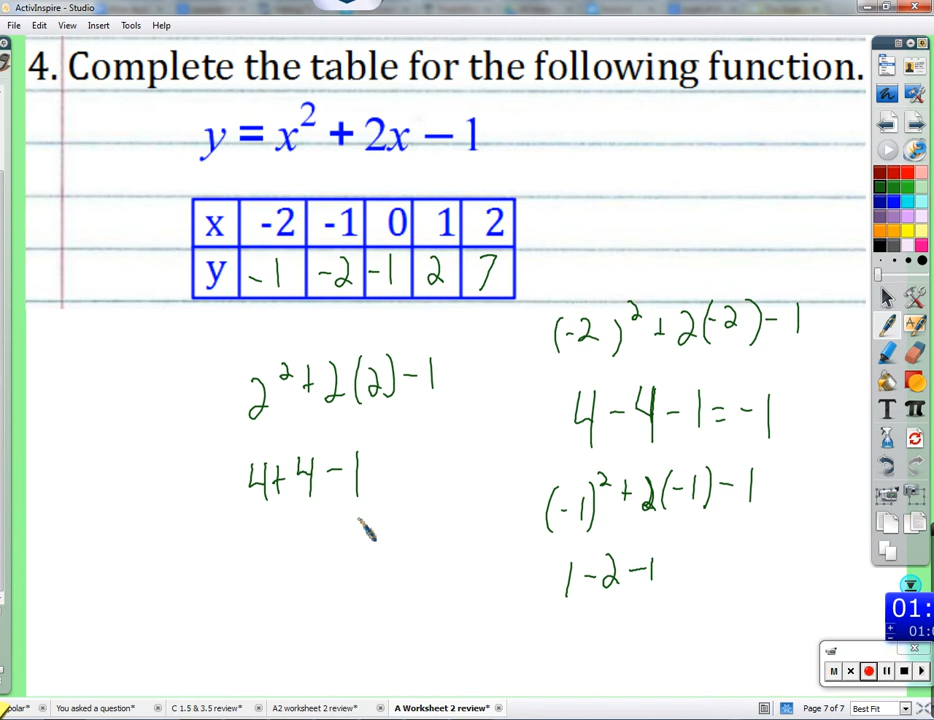 ActivInspire - Studio
File Edit View Insert Tools Help
4. Complete the table for the following function.
y = x² + 2x − 1
x -2 -1 0 1 2
y -1 -2 -1 2 7
(-2)² + 2(-2) - 1
2² + 2(2) - 1
4 - 4 - 1 = -1
4 + 4 - 1
(-1)² + 2(-1) - 1
1 - 2 - 1
01:
01:
M
Page 7 of 7 Best Fit
polar* You asked a question* C 1.5 & 3.5 review* A2 worksheet 2 review* A Worksheet 2 review*